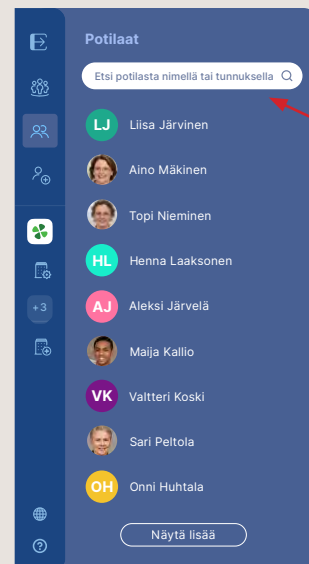 Potilaat
Etsi potilasta nimellä tai tunnuksella
LJ Liisa Järvinen
Aino Mäkinen
Topi Nieminen
HL Henna Laaksonen
AJ Aleksi Järvelä
+3
Maija Kallio
VK Valtteri Koski
Sari Peltola
OH Onni Huhtala
Näytä lisää